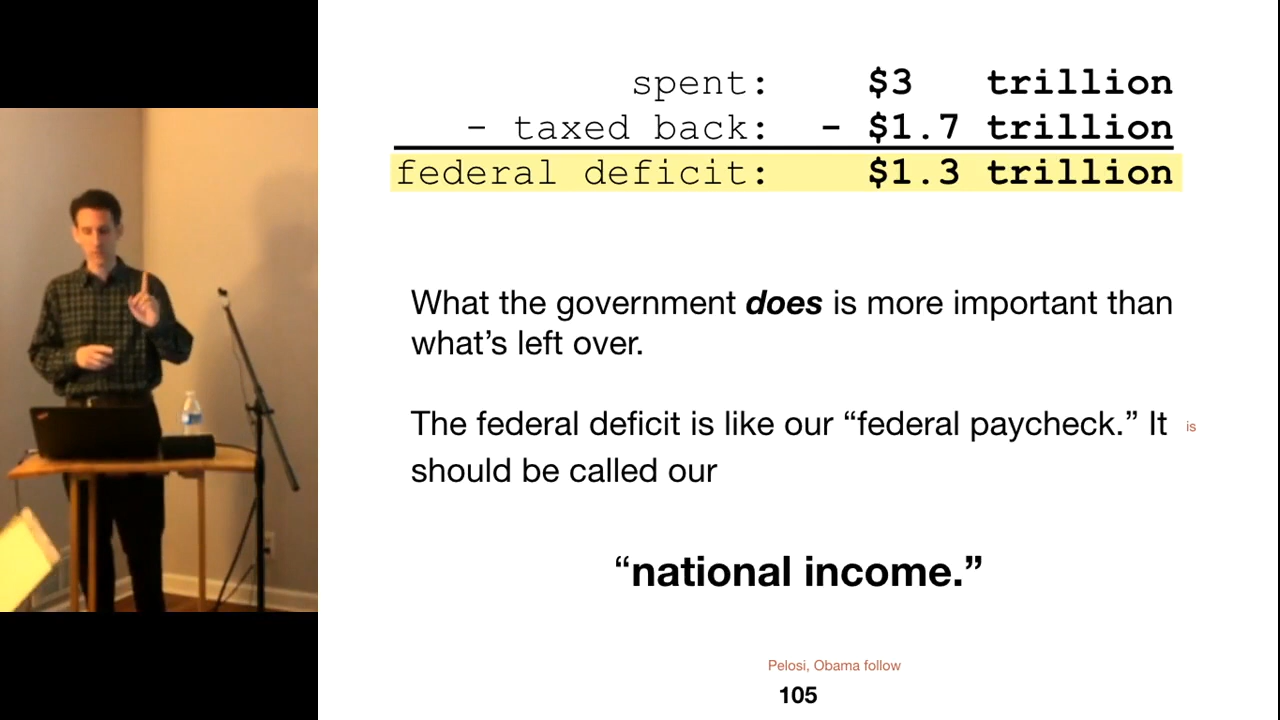 spent: $3 trillion
- taxed back: - $1.7 trillion
federal deficit: $1.3 trillion
What the government does is more important than
what’s left over.
The federal deficit is like our “federal paycheck.” It is
should be called our
“national income.”
Pelosi, Obama follow
105